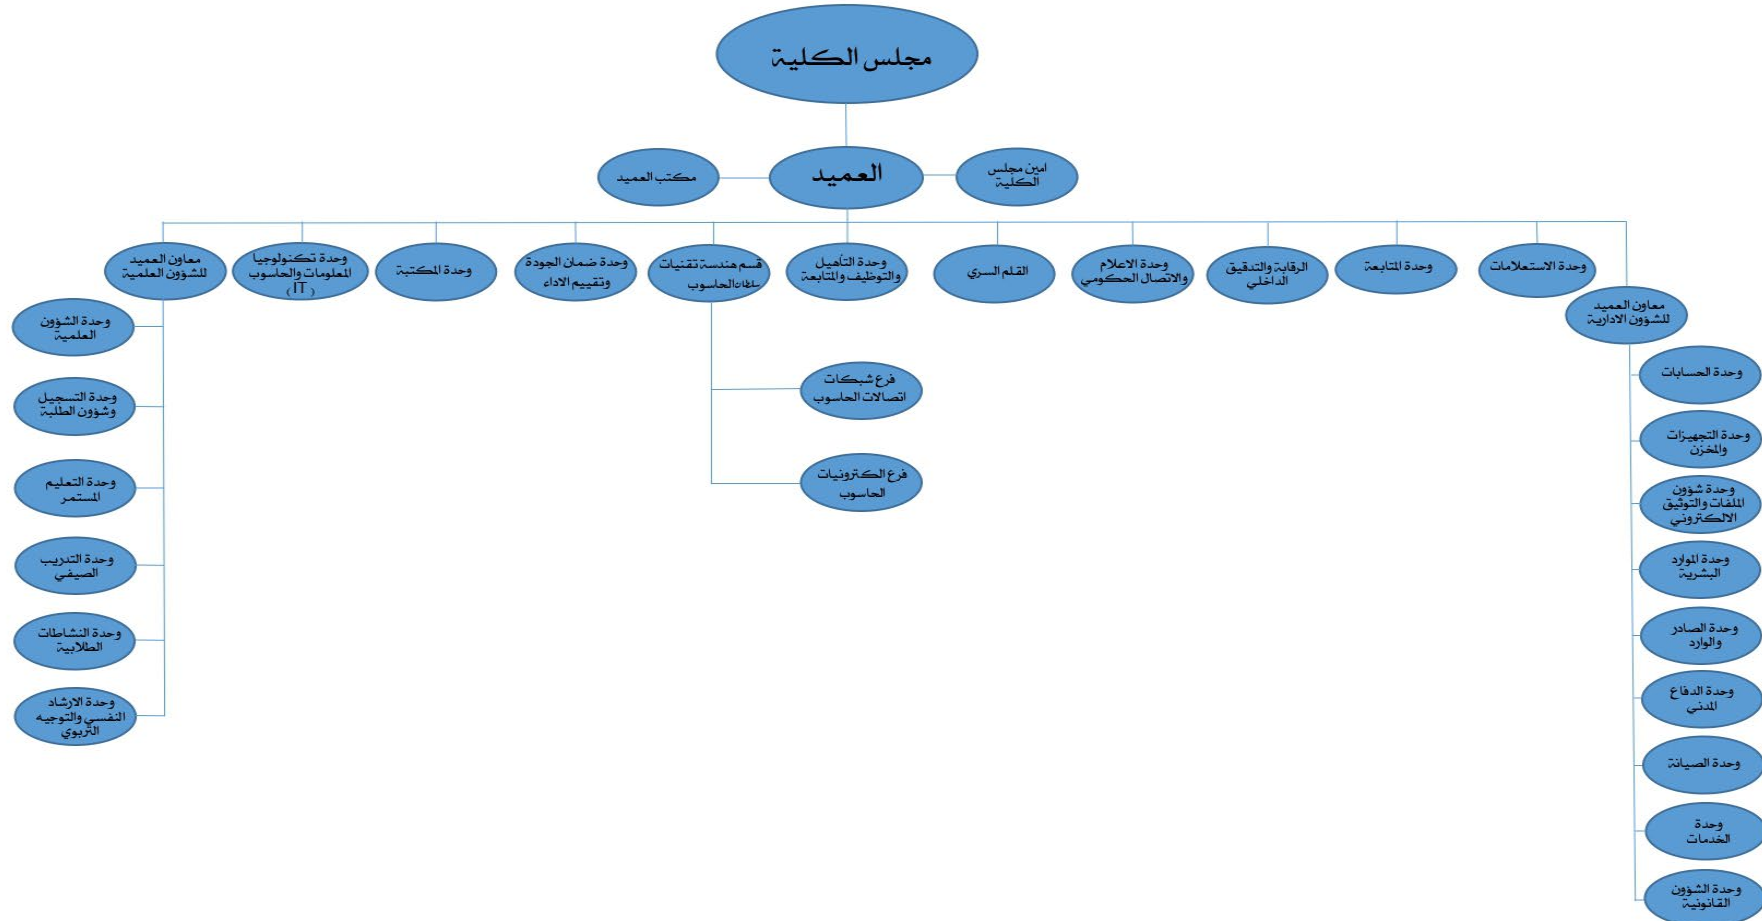 مجلس الكلية
امين مجلس
الكلية
العميد
مكتب العميد
وحدة الاستعلامات
وحدة المتابعة
الرقابة والتدقيق
الداخلي
وحدة الاعلام
والاتصال الحكومي
القلم السري
وحدة التأهيل
والتوظيف والمتابعة
قسم هندسة تقنيات
الحاسوب
وحدة ضمان الجودة
وتقييم الاداء
وحدة المكتبة
وحدة تكنولوجيا
المعلومات والحاسوب
(IT)
معاون العميد
للشؤون العلمية
معاون العميد
للشؤون الادارية
وحدة الحسابات
وحدة التجهيزات
والمخزن
وحدة شؤون
الملفات والتوثيق
الالكتروني
وحدة الموارد
البشرية
وحدة الصادر
والوارد
وحدة الدفاع
المدني
وحدة الصيانة
وحدة
الخدمات
وحدة الشؤون
القانونية
فرع شبكات
اتصالات الحاسوب
فرع الكترونيات
الحاسوب
وحدة الشؤون
العلمية
وحدة التسجيل
وشؤون الطلبة
وحدة التعليم
المستمر
وحدة التدريب
الصيفي
وحدة النشاطات
الطلابية
وحدة الارشاد
النفسي والتوجيه
التربوي